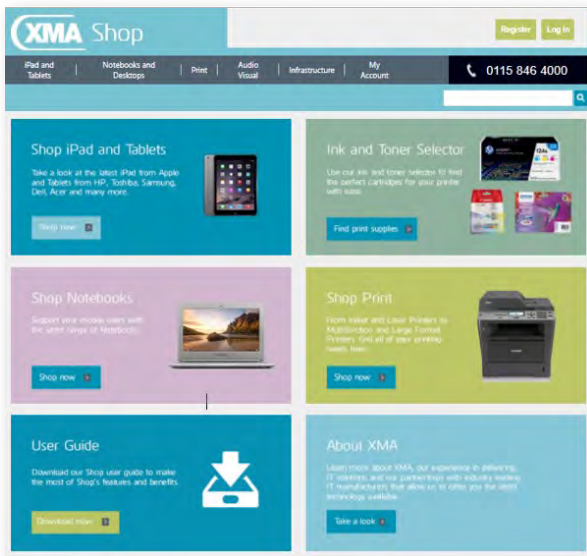 XMA Shop
Register Log In
iPad and Tablets | Notebooks and Desktops | Print | Audio Visual | Infrastructure | My Account
0115 846 4000
Shop iPad and Tablets
Take a look at the latest iPad from Apple
and Tablets from HP, Toshiba, Samsung,
Dell, Acer and many more.
Shop now
Ink and Toner Selector
Use our ink and toner selector to find
the perfect cartridges for your printer
with ease.
Find print supplies
Shop Notebooks
Support your mobile users with
the latest range of Notebooks.
Shop now
Shop Print
From Inkjet and Laser Printers to
Multifunction and Large Format
Printers, find all of your printing
needs here.
Shop now
User Guide
Download our Shop user guide to make
the most of Shop's features and benefits
Download now
About XMA
Learn more about XMA, our experience in delivering
IT solutions and our partnerships with industry leading
IT manufacturers that allow us to offer you the latest
technology available.
Take a look